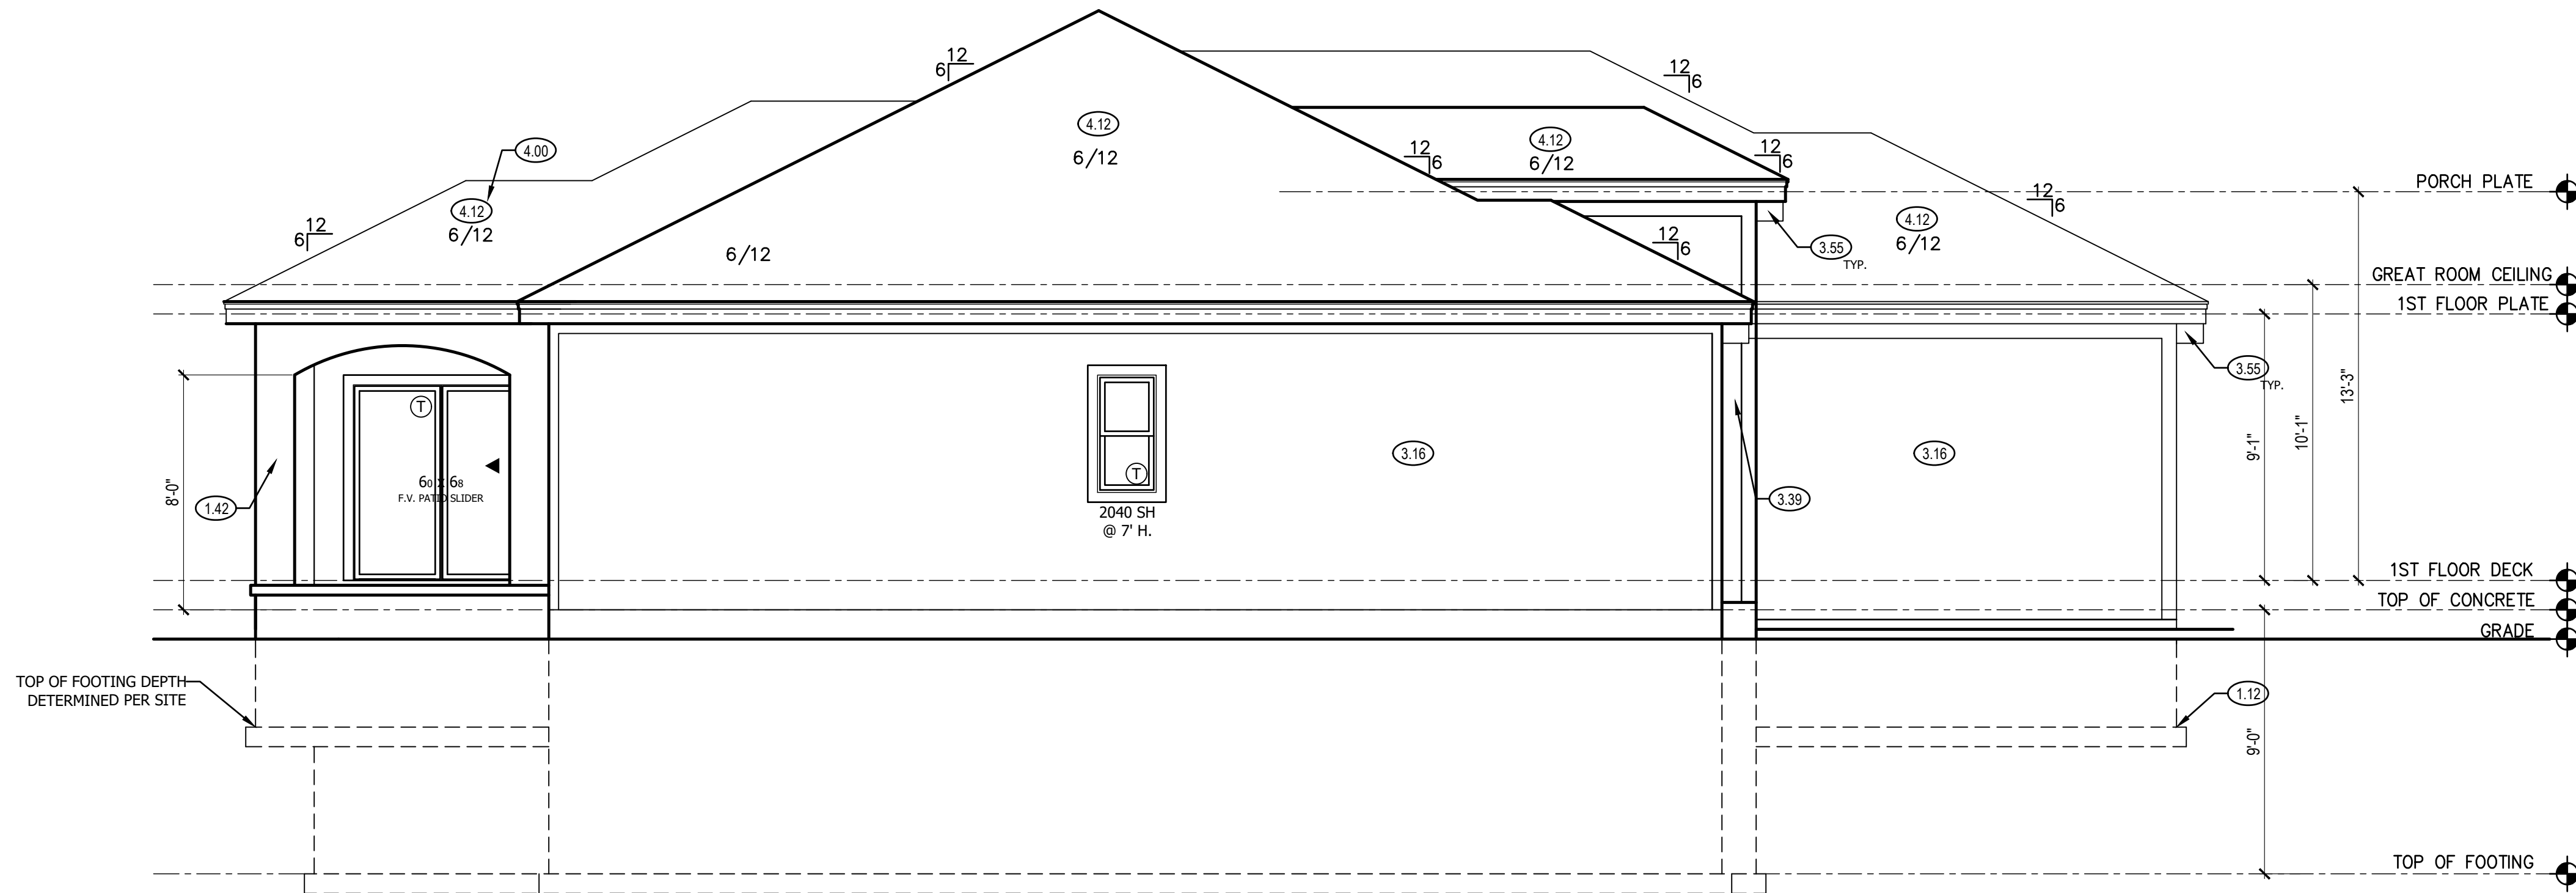 12
6
12
6
4.12
6/12
4.00
12
6
4.12
6/12
12
6
12
6
PORCH PLATE
4.12
6/12
12
6
12
6
4.12
6/12
12
6
6/12
3.55
TYP.
GREAT ROOM CEILING
1ST FLOOR PLATE
3.55
TYP.
13'-3"
10'-1"
9'-1"
8'-0"
T
60 X 68
F.V. PATIO SLIDER
1.42
T
2040 SH
@ 7' H.
3.16
3.39
3.16
1ST FLOOR DECK
TOP OF CONCRETE
GRADE
TOP OF FOOTING DEPTH
DETERMINED PER SITE
1.12
9'-0"
TOP OF FOOTING